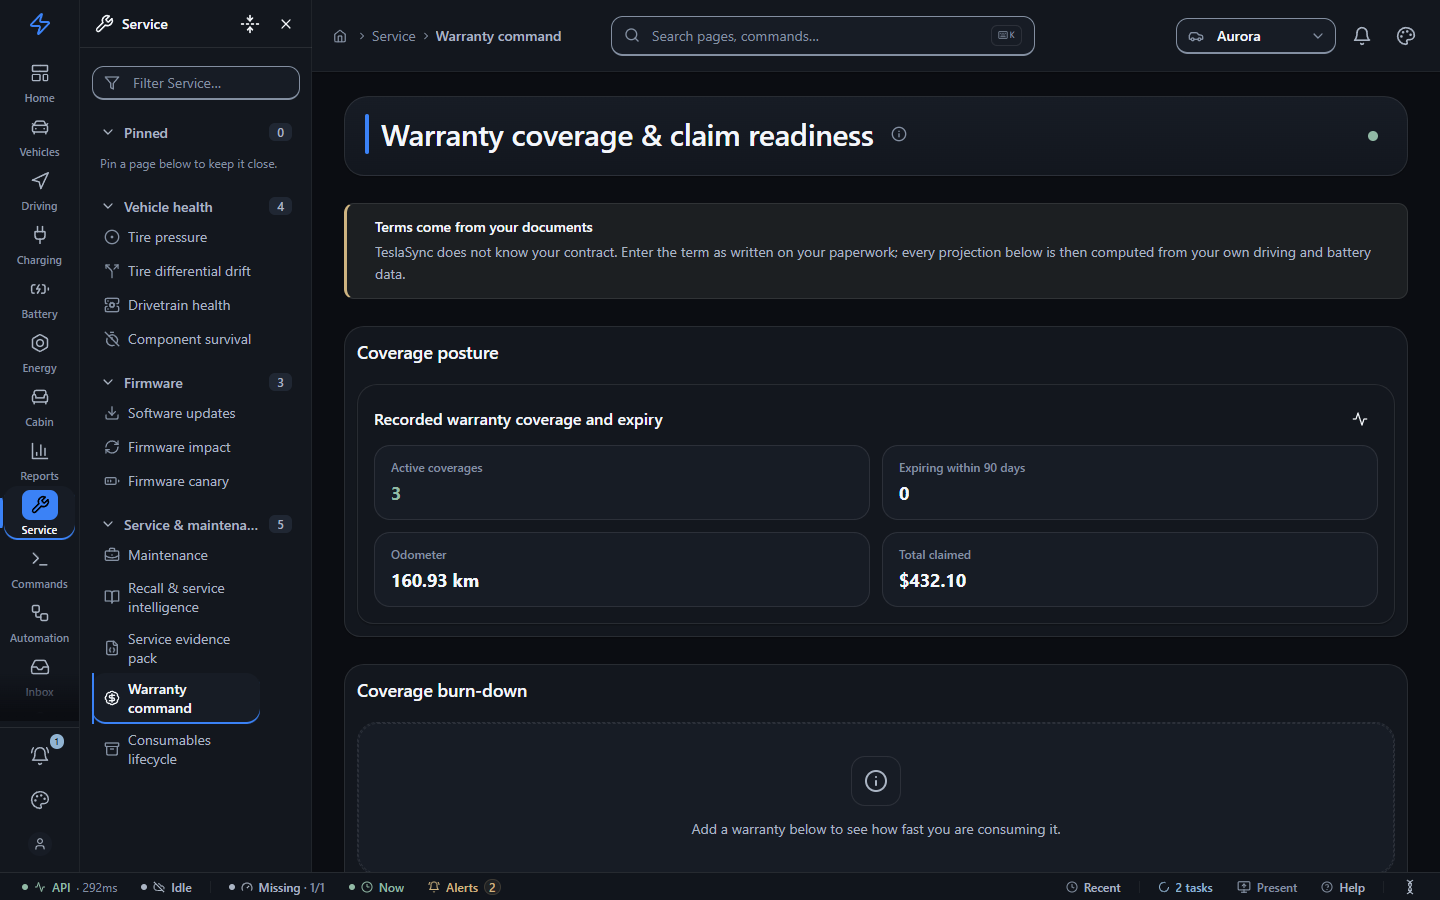 Service
Service
Warranty command
Search pages, commands...
K
Aurora
Home
Vehicles
Driving
Charging
Battery
Energy
Cabin
Reports
Service
Commands
Automation
Inbox
1
Filter Service...
Pinned
0
Pin a page below to keep it close.
Vehicle health
4
Tire pressure
Tire differential drift
Drivetrain health
Component survival
Firmware
3
Software updates
Firmware impact
Firmware canary
Service & maintena...
5
Maintenance
Recall & service
intelligence
Service evidence
pack
Warranty
command
Consumables
lifecycle
Warranty coverage & claim readiness
Terms come from your documents
TeslaSync does not know your contract. Enter the term as written on your paperwork; every projection below is then computed from your own driving and battery
data.
Coverage posture
Recorded warranty coverage and expiry
Active coverages
3
Expiring within 90 days
0
Odometer
160.93 km
Total claimed
$432.10
Coverage burn-down
Add a warranty below to see how fast you are consuming it.
API · 292ms
Idle
Missing · 1/1
Now
Alerts 2
Recent
2 tasks
Present
Help